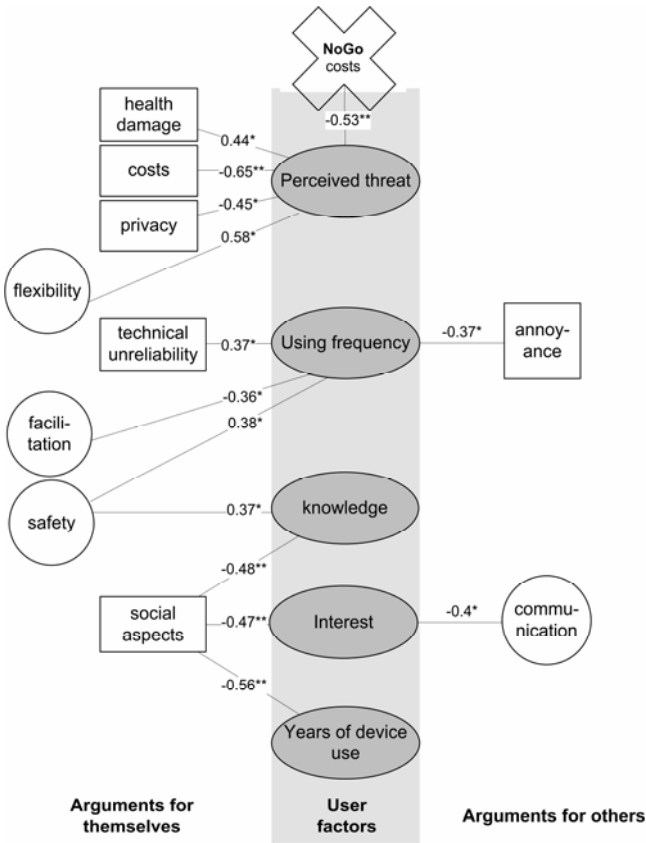 NoGo
costs
-0.53**
health
damage
0.44*
costs
-0.65**
Perceived threat
privacy
-0.45*
0.58*
flexibility
technical
unreliability
0.37*
Using frequency
-0.37*
annoy-
ance
-0.36*
0.38*
facili-
tation
safety
0.37*
knowledge
-0.48**
social
aspects
-0.47**
Interest
-0.4*
commu-
nication
-0.56**
Years of device
use
Arguments for
themselves
User
factors
Arguments for others